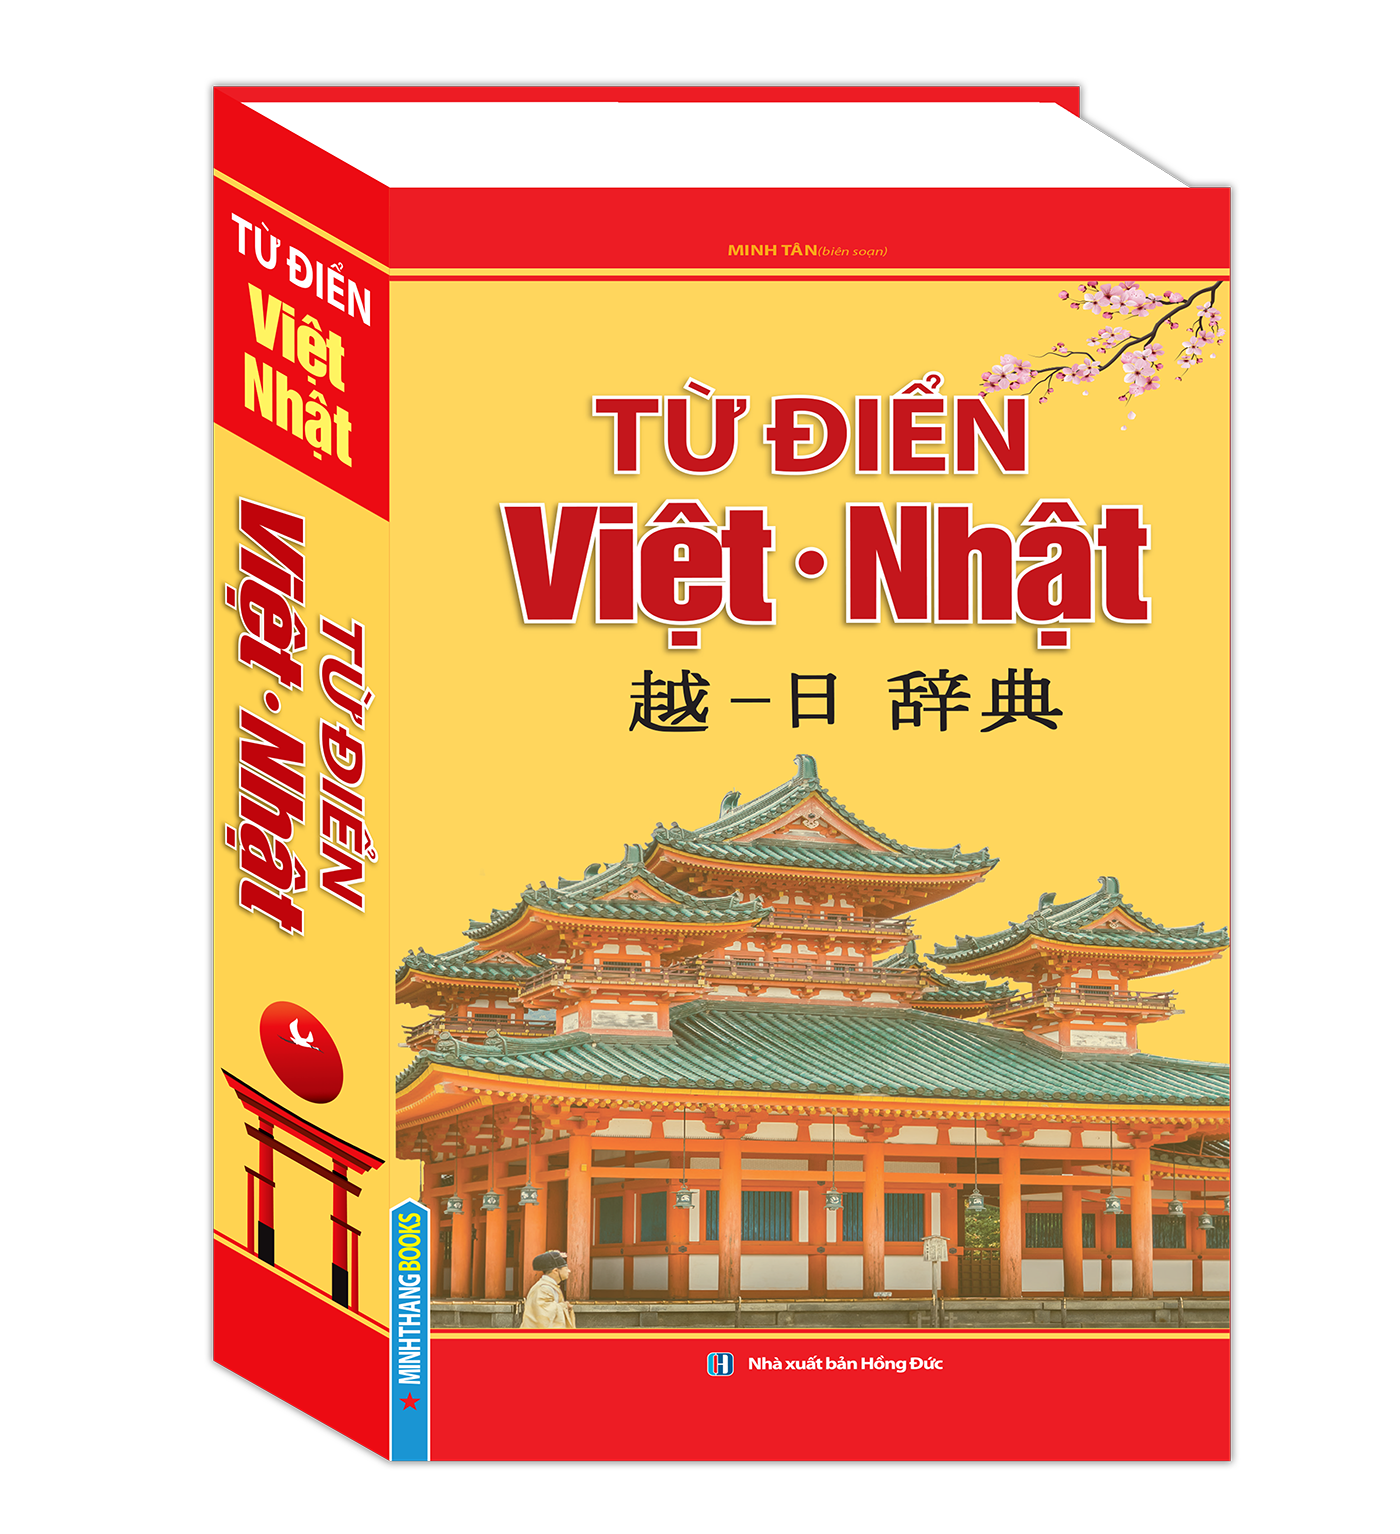 MINH TÂN(biên soạn)
TỪ ĐIỂN
Việt·Nhật
越－日 辞典
Nhà xuất bản Hồng Đức
MINHTHANGBOOKS
TỪ ĐIỂN
Việt
Nhật
TỪ ĐIỂN
Việt·Nhật